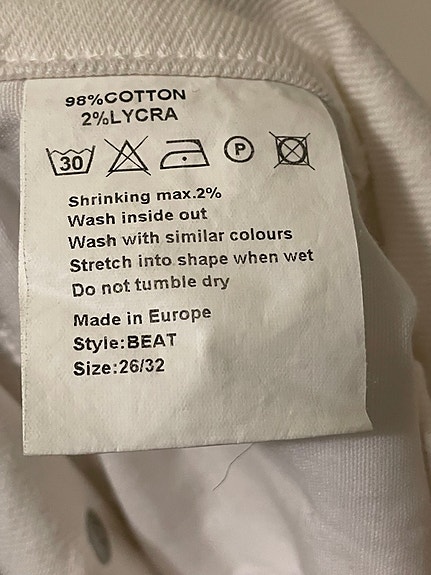 98%COTTON
2%LYCRA
30 P
Shrinking max.2%
Wash inside out
Wash with similar colours
Stretch into shape when wet
Do not tumble dry
Made in Europe
Style:BEAT
Size:26/32